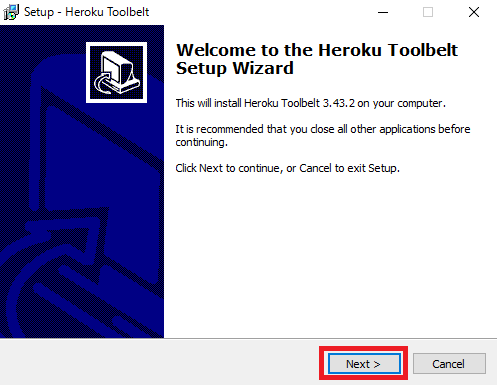 Setup - Heroku Toolbelt
Welcome to the Heroku Toolbelt
Setup Wizard
This will install Heroku Toolbelt 3.43.2 on your computer.
It is recommended that you close all other applications before
continuing.
Click Next to continue, or Cancel to exit Setup.
Next >
Cancel